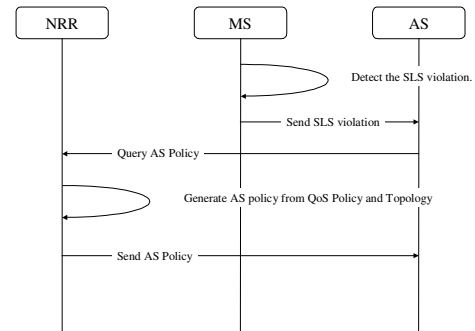 NRR MS AS
Detect the SLS violation.
Send SLS violation
Query AS Policy
Generate AS policy from QoS Policy and Topology
Send AS Policy